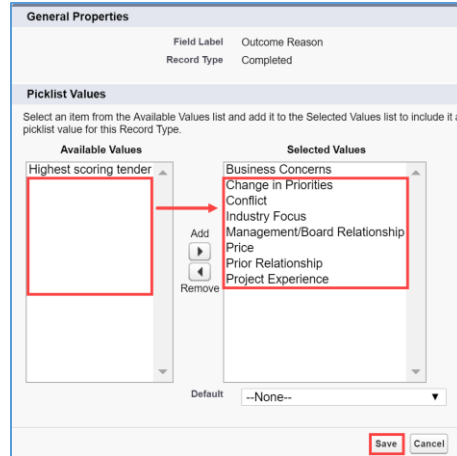 General Properties
Field Label Outcome Reason
Record Type Completed
Picklist Values
Select an item from the Available Values list and add it to the Selected Values list to include it
picklist value for this Record Type.
Available Values Selected Values
Highest scoring tender
Business Concerns
Change in Priorities
Conflict
Industry Focus
Management/Board Relationship
Price
Prior Relationship
Project Experience
Add
Remove
Default --None--
Save Cancel